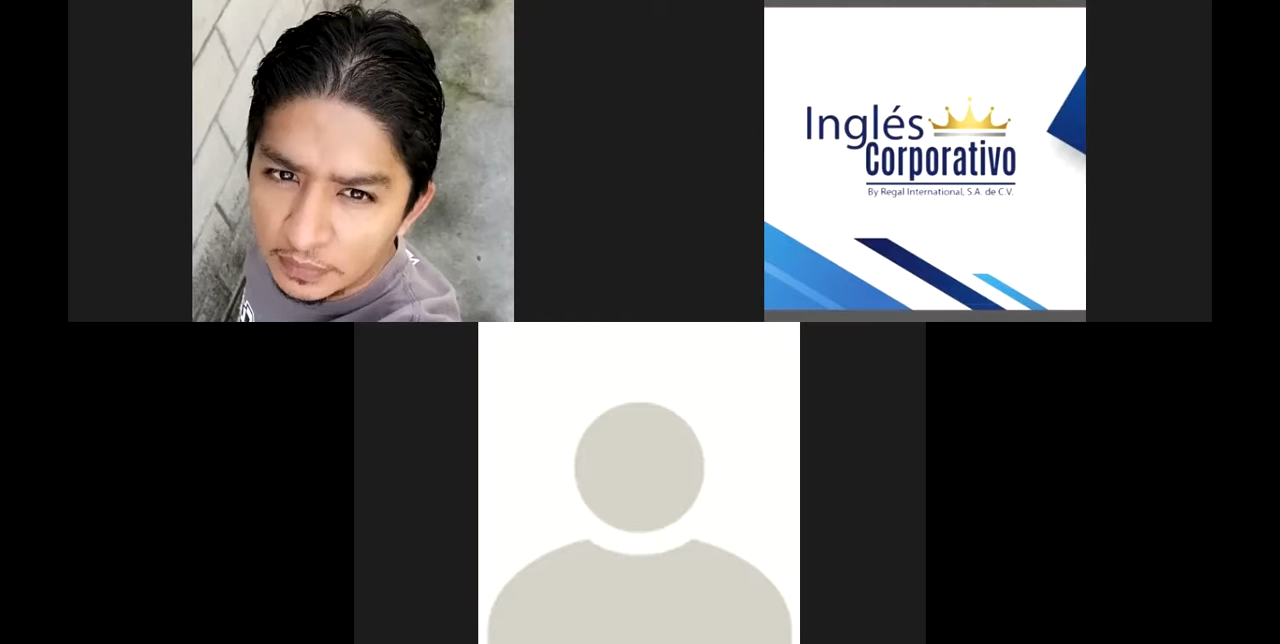 Inglés
Corporativo
By Regal International, S.A. de C.V.